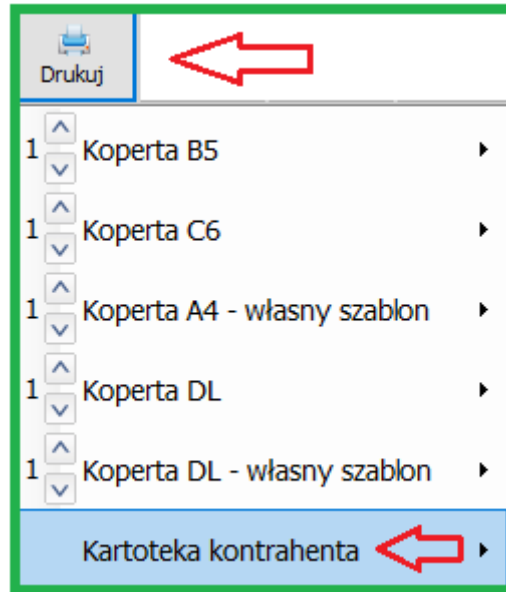 Drukuj
1 Koperta B5
1 Koperta C6
1 Koperta A4 - własny szablon
1 Koperta DL
1 Koperta DL - własny szablon
Kartoteka kontrahenta